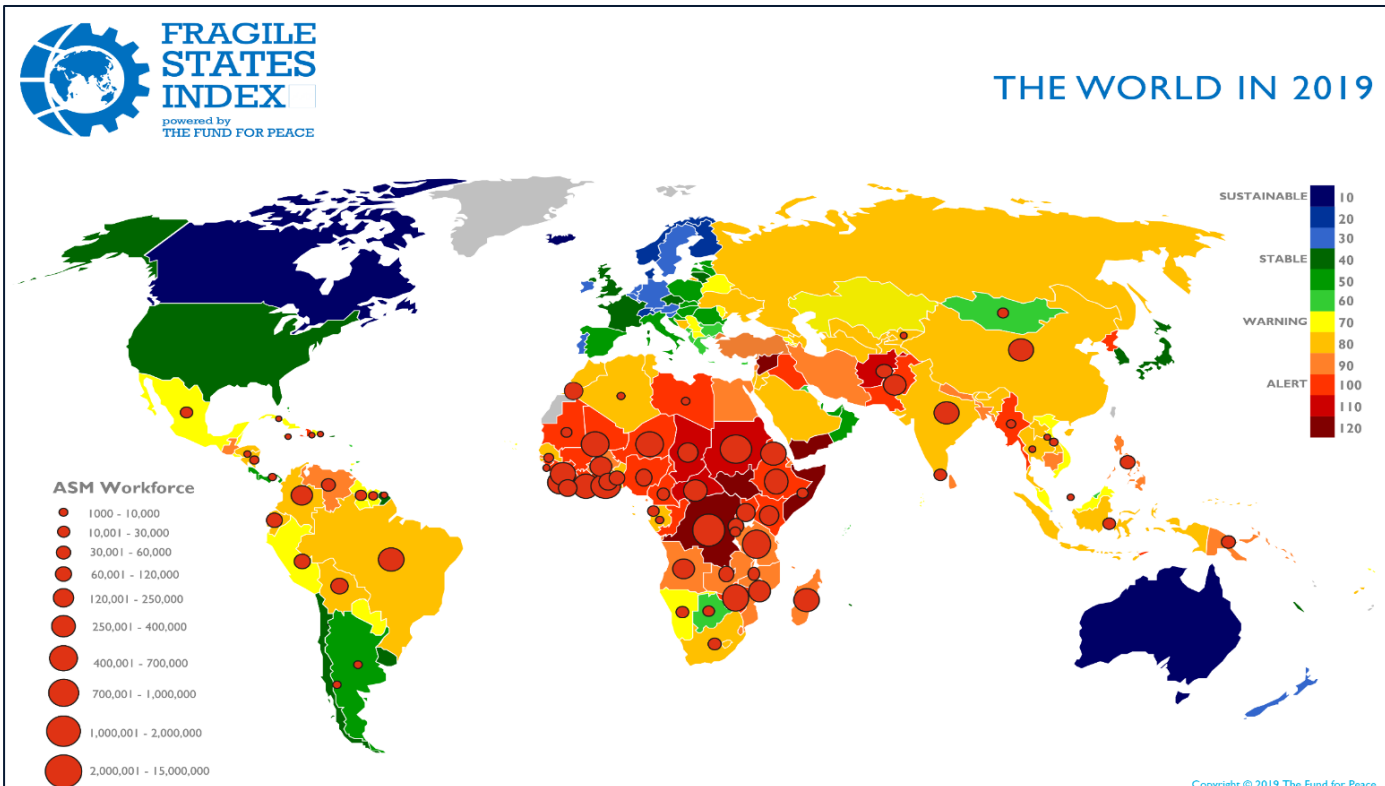 FRAGILE
STATES
INDEX
powered by
THE FUND FOR PEACE
THE WORLD IN 2019
SUSTAINABLE
10
20
30
STABLE
40
50
60
WARNING
70
80
90
ALERT
100
110
120
ASM Workforce
1000 - 10,000
10,001 - 30,000
30,001 - 60,000
60,001 - 120,000
120,001 - 250,000
250,001 - 400,000
400,001 - 700,000
700,001 - 1,000,000
1,000,001 - 2,000,000
2,000,001 - 15,000,000
Copyright © 2019 The Fund for Peace